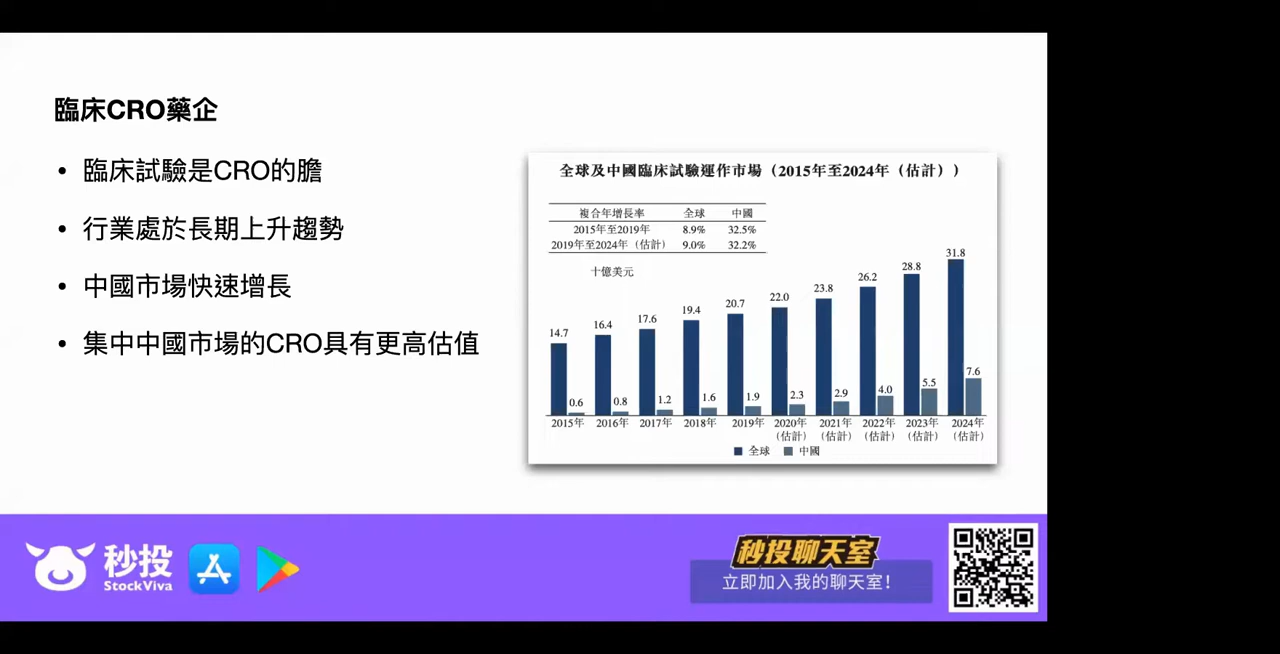 臨床CRO藥企
• 臨床試驗是CRO的膽
• 行業處於長期上升趨勢
• 中國市場快速增長
• 集中中國市場的CRO具有更高估值
全球及中國臨床試驗運作市場（2015年至2024年（估計））
複合年增長率 全球 中國
2015年至2019年 8.9% 32.5%
2019年至2024年（估計） 9.0% 32.2%
十億美元
14.7 16.4 17.6 19.4 20.7 22.0 23.8 26.2 28.8 31.8
0.6 0.8 1.2 1.6 1.9 2.3 2.9 4.0 5.5 7.6
2015年 2016年 2017年 2018年 2019年 2020年 2021年 2022年 2023年 2024年
(估計) (估計) (估計) (估計) (估計)
全球 中國
秒投
StockViva
秒投聊天室
立即加入我的聊天室！